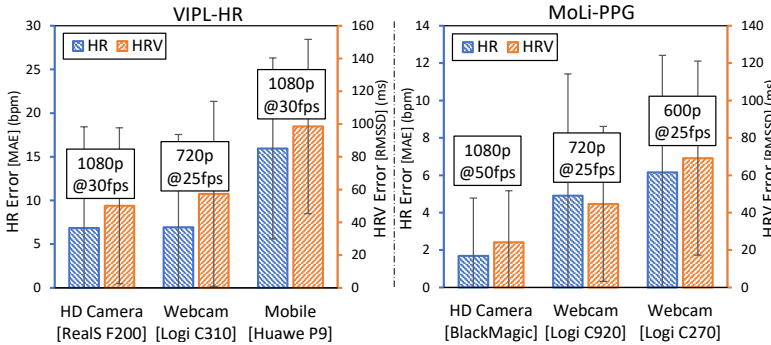 VIPL-HR
HR Error [MAE] (bpm)
30
25
20
15
10
5
0
HR HRV
1080p
@30fps
720p
@25fps
1080p
@30fps
160
140
120
100
80
60
40
20
0
HRV Error [RMSSD] (ms)
HD Camera
[RealS F200]
Webcam
[Logi C310]
Mobile
[Huawe P9]
MoLi-PPG
HR Error [MAE] (bpm)
14
12
10
8
6
4
2
0
HR HRV
1080p
@50fps
720p
@25fps
600p
@25fps
140
120
100
80
60
40
20
0
HRV Error [RMSSD] (ms)
HD Camera
[BlackMagic]
Webcam
[Logi C920]
Webcam
[Logi C270]